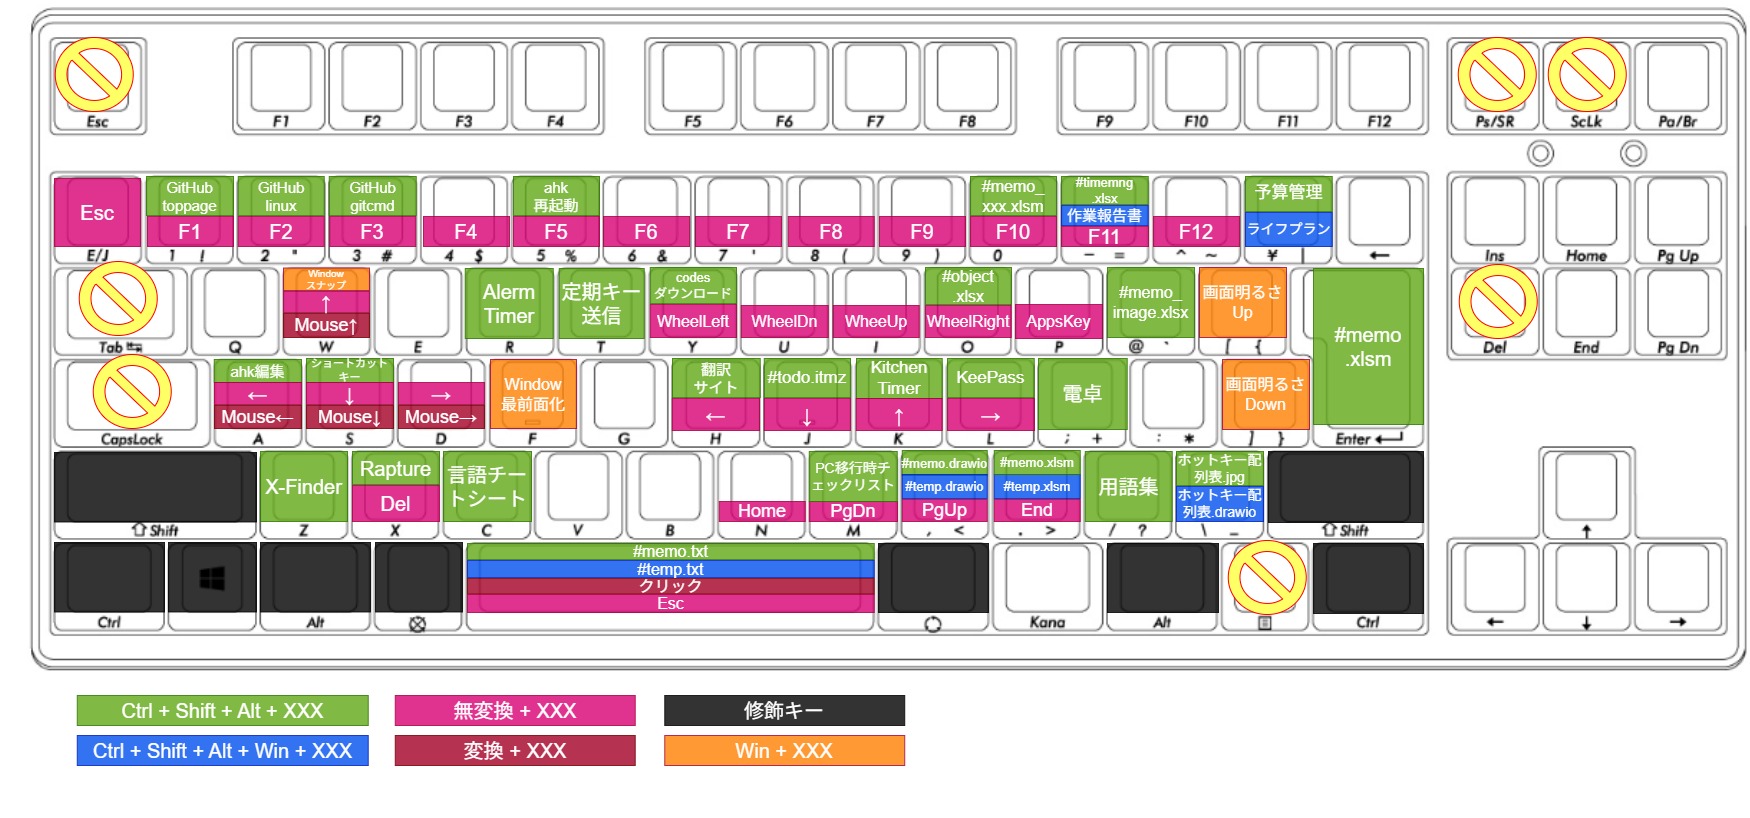 Esc
F1
F2
F3
F4
F5
F6
F7
F8
F9
F10
F11
F12
Ps/SR
ScLk
Pa/Br
Esc
E/J
GitHub
toppage
F1
1 !
GitHub
linux
F2
2 "
GitHub
gitcmd
F3
3 #
F4
4 $
ahk
再起動
F5
5 %
F6
6 &
F7
7 '
F8
8 (
F9
9 )
#memo_
xxx.xlsm
F10
0
#timemng
.xlsx
作業報告書
F11
- =
F12
^ ~
予算管理
ライフプラン
¥ |
←
Ins
Home
Pg Up
Tab
Q
Window
スナップ
↑
Mouse↑
W
E
Alerm
Timer
R
定期キー
送信
T
codes
ダウンロード
WheelLeft
Y
WheelDn
U
WheeUp
I
#object
.xlsx
WheelRight
O
AppsKey
P
#memo_
image.xlsx
@ `
画面明るさ
Up
[ {
#memo
.xlsm
Enter
Del
End
Pg Dn
CapsLock
ahk編集
←
Mouse←
A
ショートカット
キー
↓
Mouse↓
S
→
Mouse→
D
Window
最前面化
F
G
翻訳
サイト
←
H
#todo.itmz
↓
J
Kitchen
Timer
↑
K
KeePass
→
L
電卓
; +
: *
画面明るさ
Down
] }
⇧Shift
X-Finder
Z
Rapture
Del
X
言語チー
トシート
C
V
B
Home
N
PC移行時チ
ェックリスト
PgDn
M
#memo.drawio
#temp.drawio
PgUp
, <
#memo.xlsm
#temp.xlsm
End
. >
用語集
/ ?
ホットキー配
列表.jpg
ホットキー配
列表.drawio
\ _
⇧Shift
↑
Ctrl
Alt
#memo.txt
#temp.txt
クリック
Esc
Kana
Alt
Ctrl
←
↓
→
Ctrl + Shift + Alt + XXX
無変換 + XXX
修飾キー
Ctrl + Shift + Alt + Win + XXX
変換 + XXX
Win + XXX